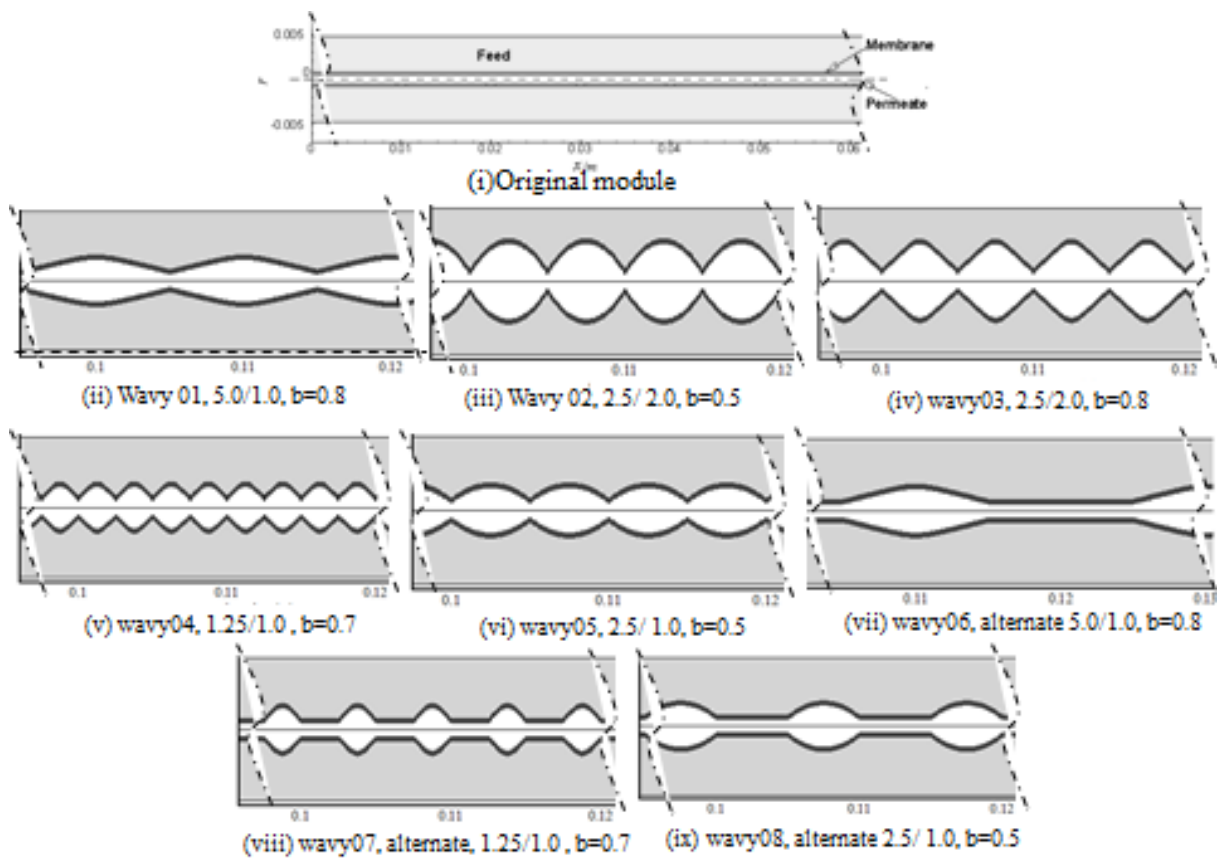 0.005
Feed
Membrane
r
0
Permeate
-0.005
0 0.01 0.02 0.03 0.04 0.05 0.06
(i)Original module
0.1 0.11 0.12
(ii) Wavy 01, 5.0/1.0, b=0.8
0.1 0.11 0.12
(iii) Wavy 02, 2.5/ 2.0, b=0.5
0.1 0.11 0.12
(iv) wavy03, 2.5/2.0, b=0.8
0.1 0.11 0.12
(v) wavy04, 1.25/1.0 , b=0.7
0.1 0.11 0.12
(vi) wavy05, 2.5/ 1.0, b=0.5
0.11 0.12
(vii) wavy06, alternate 5.0/1.0, b=0.8
0.1 0.11 0.12
(viii) wavy07, alternate, 1.25/1.0 , b=0.7
0.1 0.11 0.12
(ix) wavy08, alternate 2.5/ 1.0, b=0.5